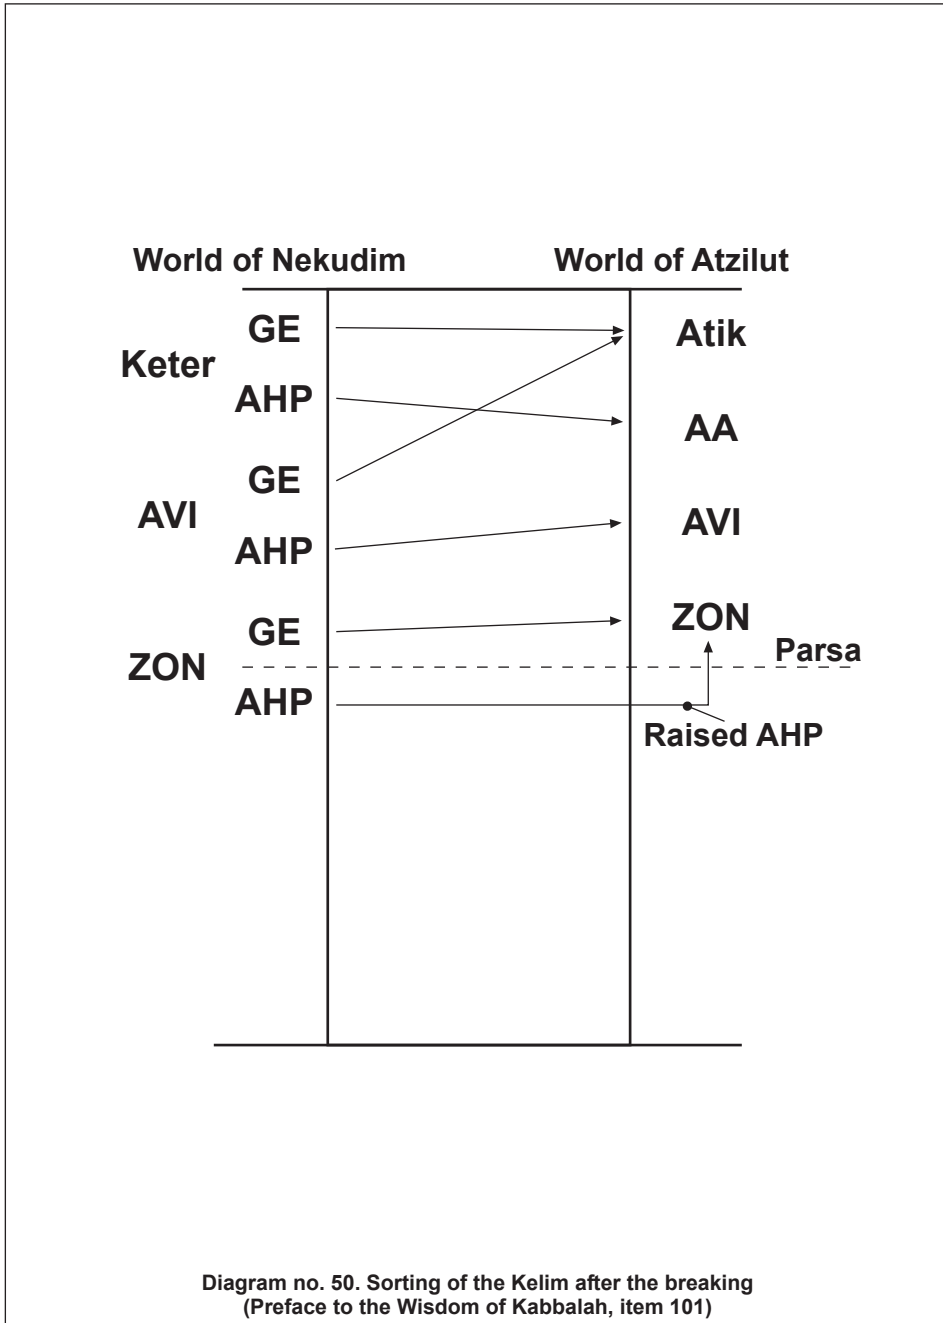 World of Nekudim World of Atzilut
GE
Keter
AHP
GE
AVI
AHP
GE
ZON
AHP
Atik
AA
AVI
ZON
Parsa
Raised AHP
Diagram no. 50. Sorting of the Kelim after the breaking
(Preface to the Wisdom of Kabbalah, item 101)